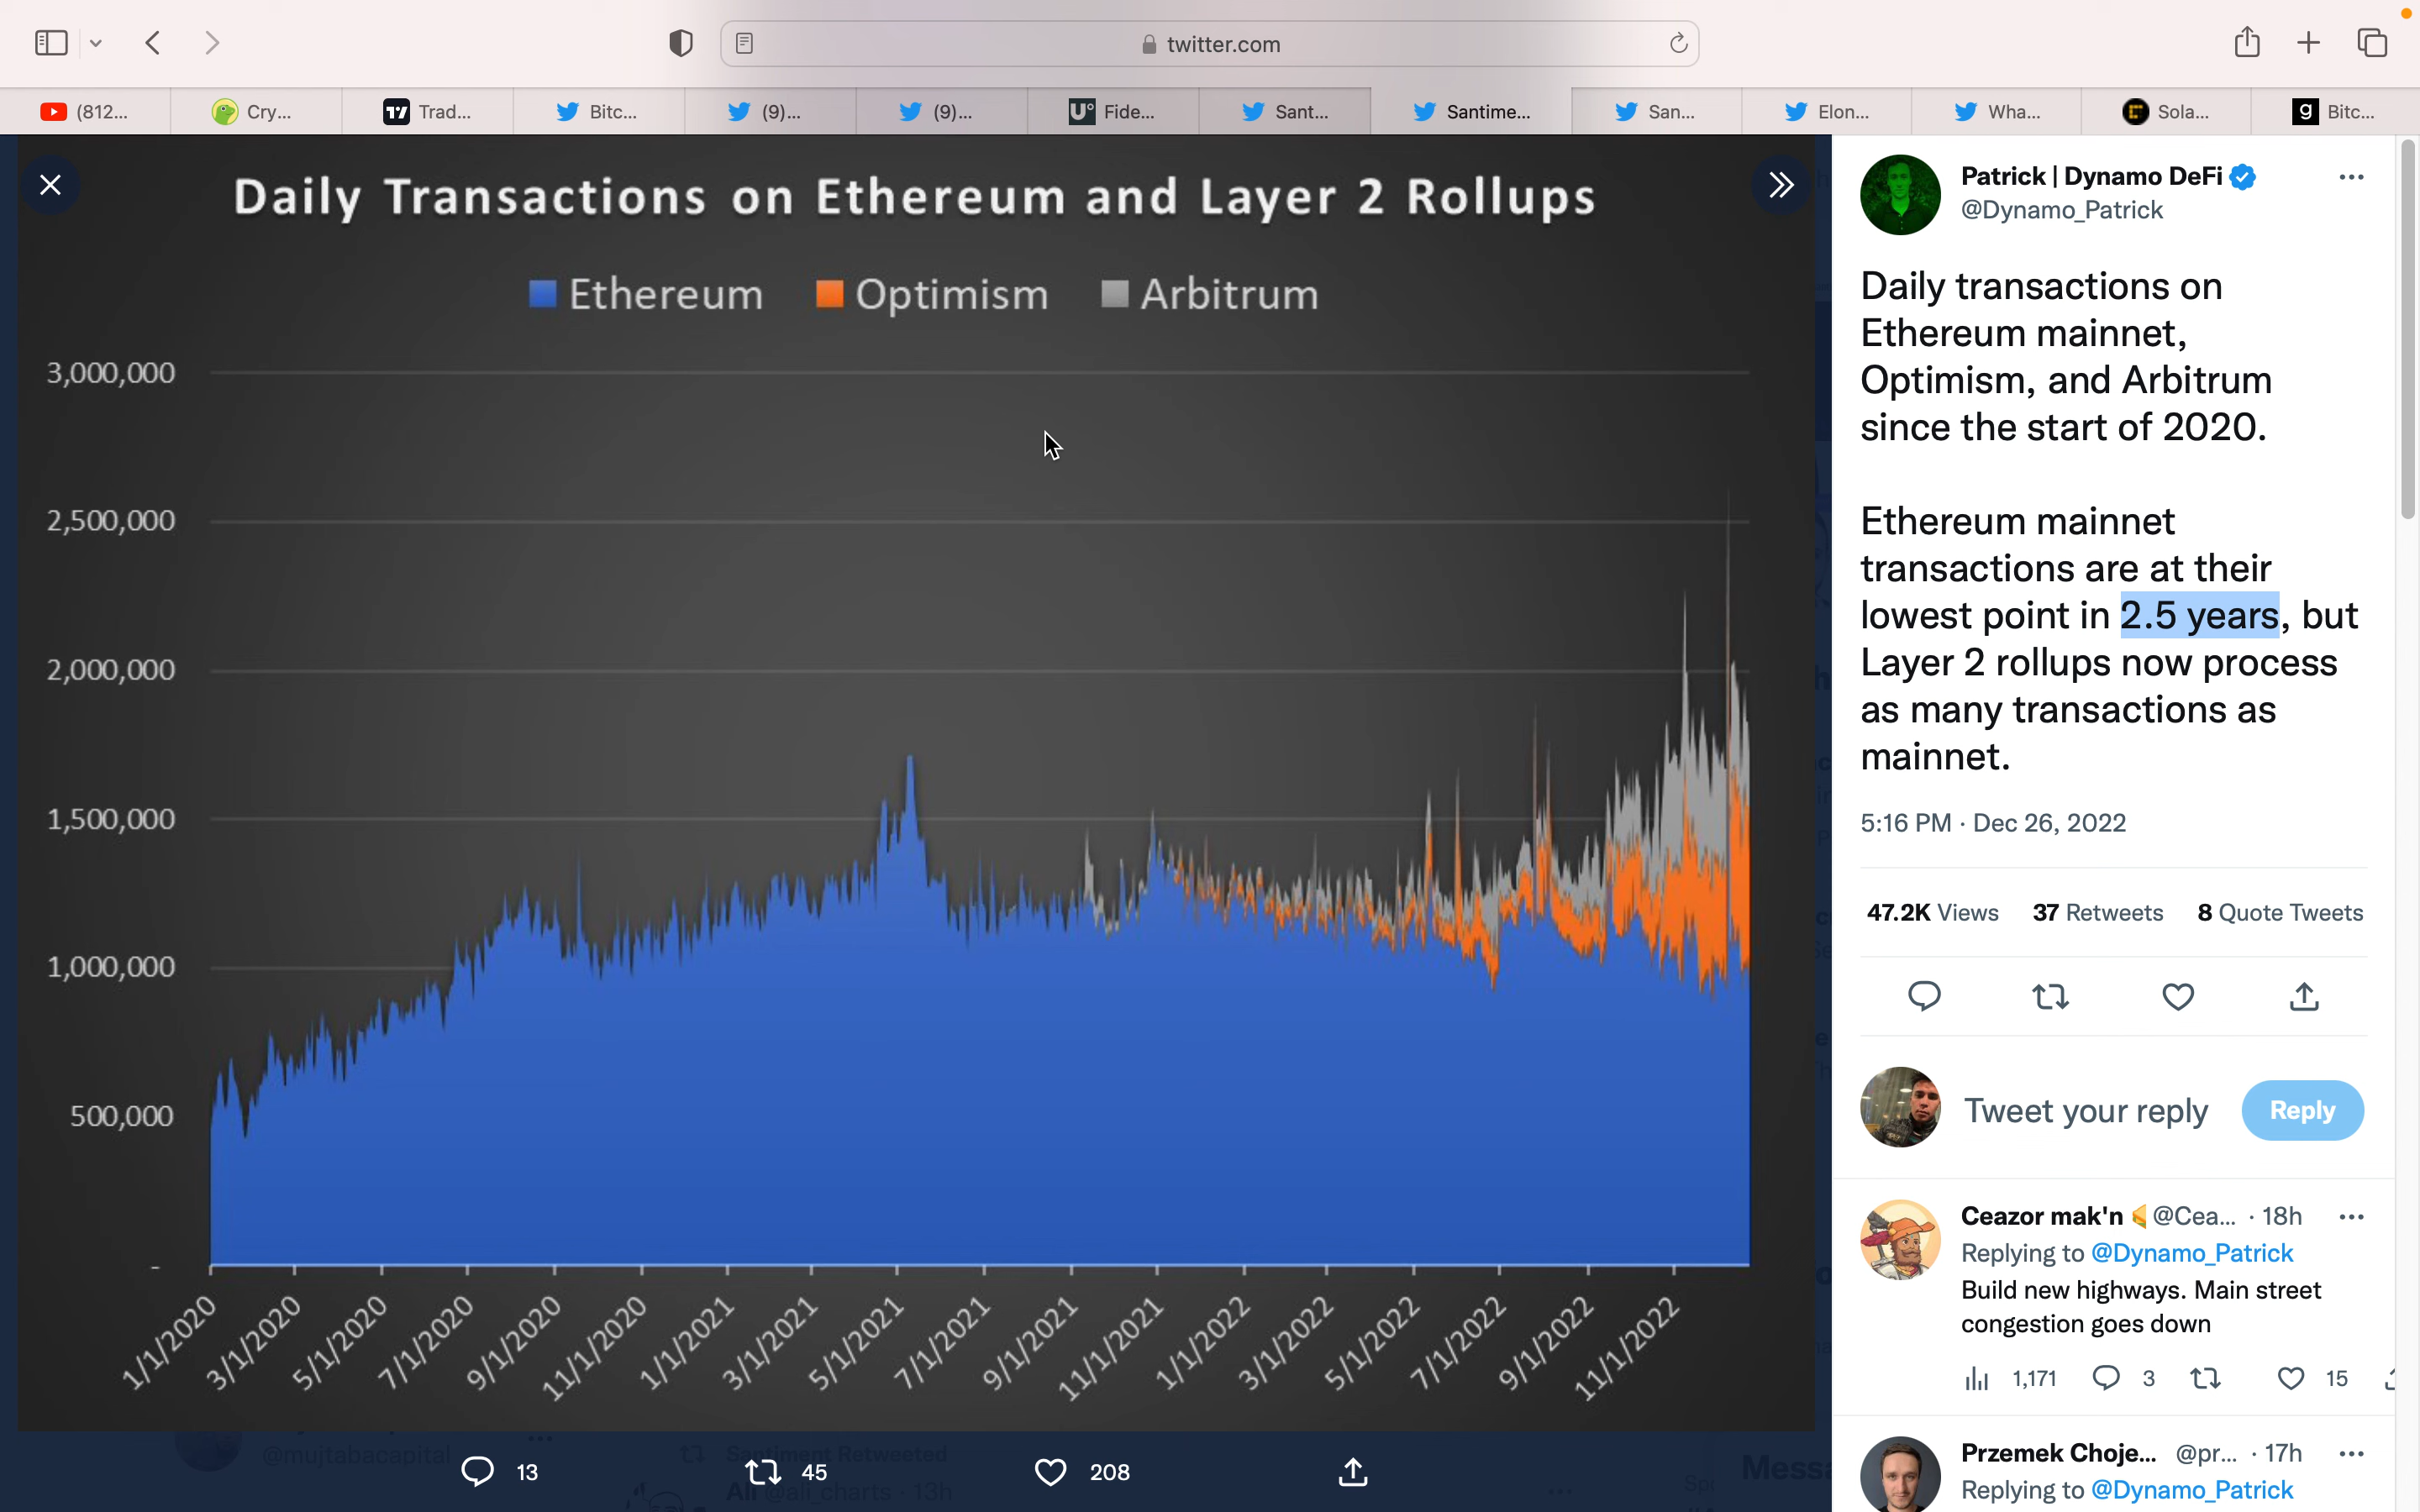 twitter.com
(812...
Cry...
Trad...
Bitc...
(9)...
(9)...
Fide...
Sant...
Santime...
San...
Elon...
Wha...
Sola...
Bitc...
Daily Transactions on Ethereum and Layer 2 Rollups
Ethereum Optimism Arbitrum
3,000,000
2,500,000
2,000,000
1,500,000
1,000,000
500,000
-
1/1/2020
3/1/2020
5/1/2020
7/1/2020
9/1/2020
11/1/2020
1/1/2021
3/1/2021
5/1/2021
7/1/2021
9/1/2021
11/1/2021
1/1/2022
3/1/2022
5/1/2022
7/1/2022
9/1/2022
11/1/2022
@mujtabacapital
Santiment Retweeted
Ali @ali_charts · 13h
13
45
208
Patrick | Dynamo DeFi
@Dynamo_Patrick
Daily transactions on
Ethereum mainnet,
Optimism, and Arbitrum
since the start of 2020.
Ethereum mainnet
transactions are at their
lowest point in 2.5 years, but
Layer 2 rollups now process
as many transactions as
mainnet.
5:16 PM · Dec 26, 2022
47.2K Views 37 Retweets 8 Quote Tweets
Tweet your reply
Reply
Ceazor mak'n @Cea... · 18h
Replying to @Dynamo_Patrick
Build new highways. Main street
congestion goes down
1,171 3 15
Przemek Choje... @pr... · 17h
Replying to @Dynamo_Patrick